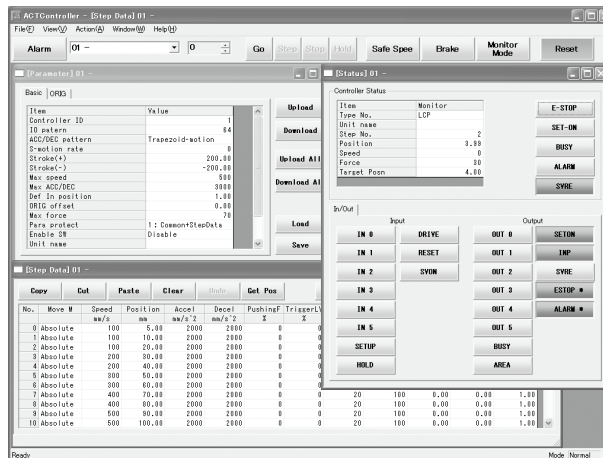 ACTController - [Step Data] 01 -
File(F) View(V) Action(A) Window(W) Help(H)
Alarm 01 - 0 Go Step Stop Hold Safe Spee Brake Monitor Mode Reset
[Parameter] 01 -
Basic ORIG
Item Value
Controller ID 1
IO patern 64
ACC/DEC pattern Trapezoid-motion
S-motion rate 0
Stroke(+) 200.00
Stroke(-) -200.00
Max speed 500
Max ACC/DEC 3000
Def In position 1.00
ORIG offset 0.00
Max force 70
Para protect 1: Common+StepData
Enable SW Disable
Unit name
Upload
Download
Upload All
Download Al
Load
Save
[Status] 01 -
Controller Status
Item Monitor
Type No. LCP
Unit name
Step No. 2
Position 3.99
Speed 0
Force 30
Target Posn 4.00
E-STOP
SET-ON
BUSY
ALARM
SVRE
In/Out
Input Output
IN 0 DRIVE OUT 0 SETON
IN 1 RESET OUT 1 INP
IN 2 SVON OUT 2 SVRE
IN 3 OUT 3 ESTOP *
IN 4 OUT 4 ALARM *
IN 5 OUT 5
SETUP BUSY
HOLD AREA
[Step Data] 01 -
Copy Cut Paste Clear Undo Get Pos
No. Move M Speed Position Accel Decel PushingF TriggerLV
mm/s mm mm/s^2 mm/s^2 % %
0 Absolute 100 5.00 2000 2000 0 0
1 Absolute 100 10.00 2000 2000 0 0
2 Absolute 100 20.00 2000 2000 0 0
3 Absolute 200 30.00 2000 2000 0 0
4 Absolute 200 40.00 2000 2000 0 0
5 Absolute 300 50.00 2000 2000 0 0
6 Absolute 300 60.00 2000 2000 0 0
7 Absolute 400 70.00 2000 2000 0 0 20 100 0.00 0.00 1.00
8 Absolute 400 80.00 2000 2000 0 0 20 100 0.00 0.00 1.00
9 Absolute 500 90.00 2000 2000 0 0 20 100 0.00 0.00 1.00
10 Absolute 500 100.00 2000 2000 0 0 20 100 0.00 0.00 1.00
Ready Mode Normal